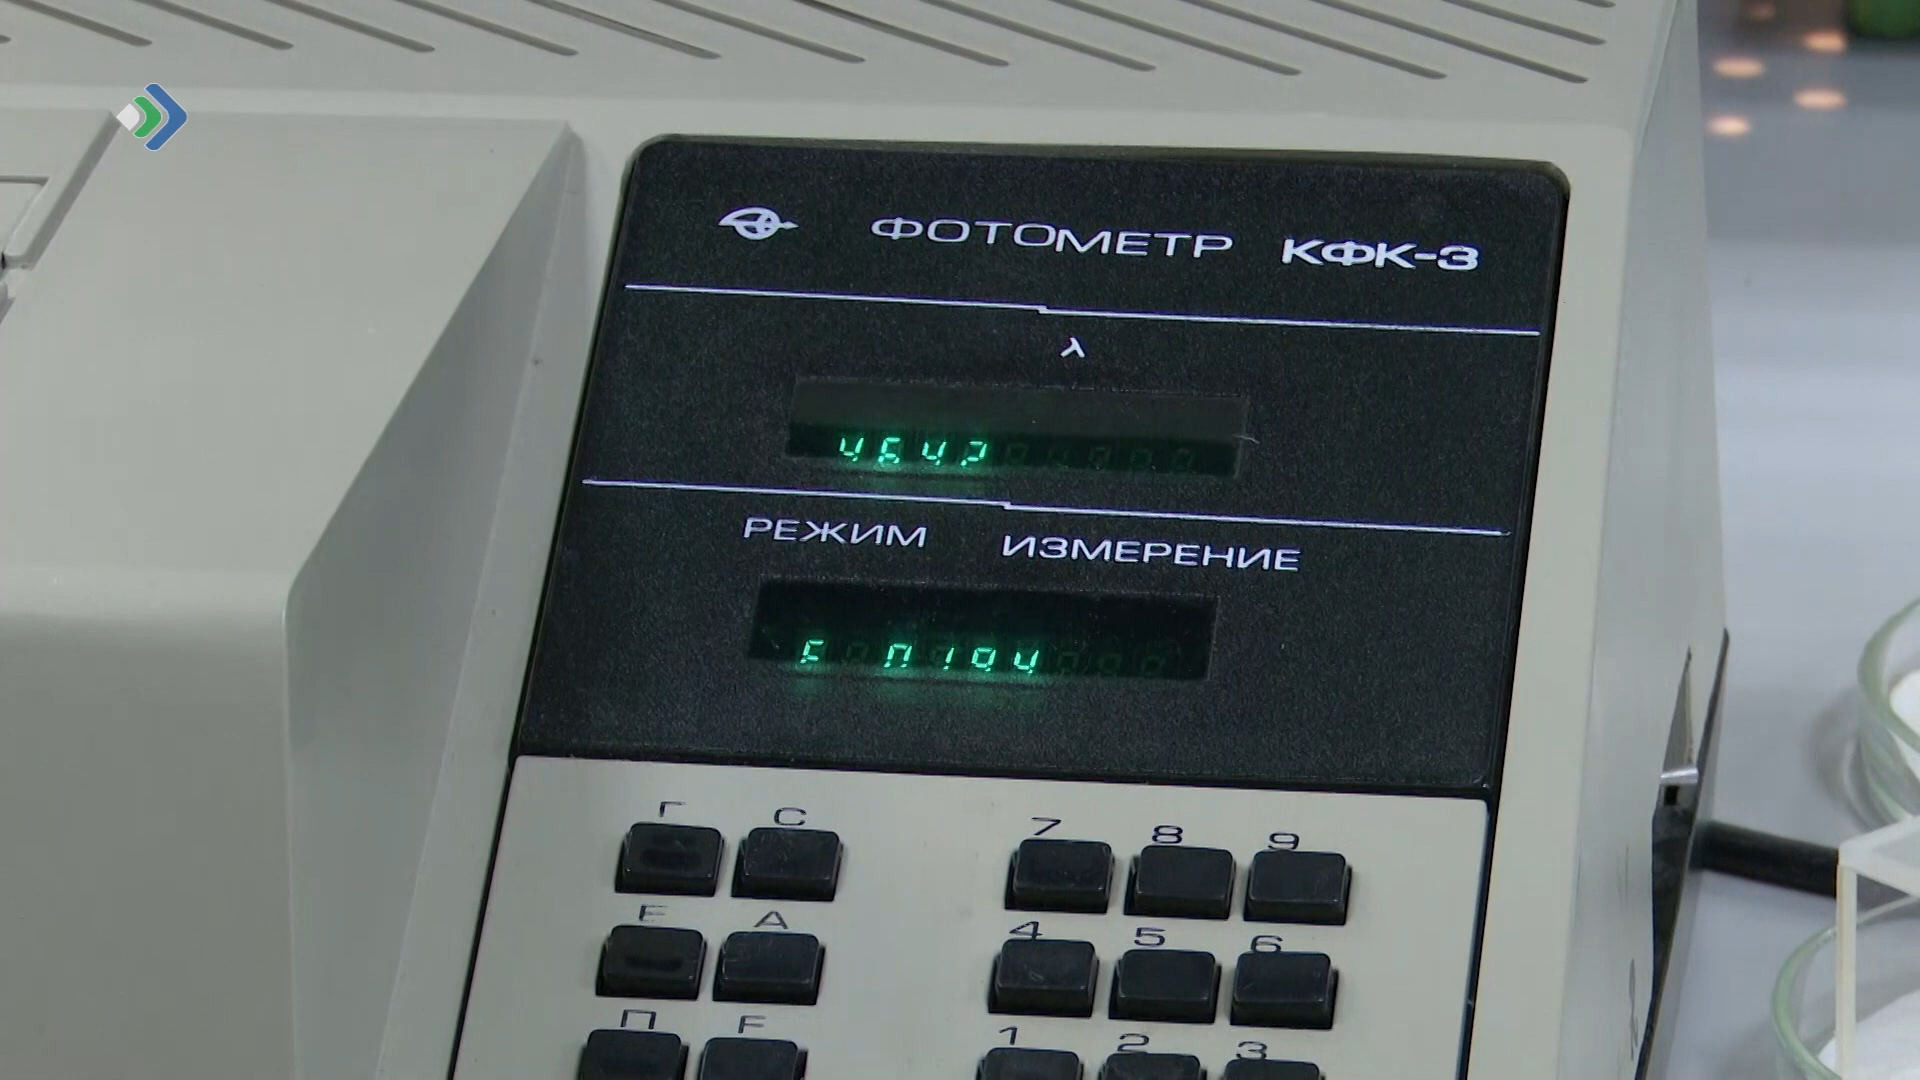 ФОТОМЕТР КФК-3
λ
РЕЖИМ ИЗМЕРЕНИЕ
Г С 7 8 9
Е А 4 5 6
П F 1 2 3